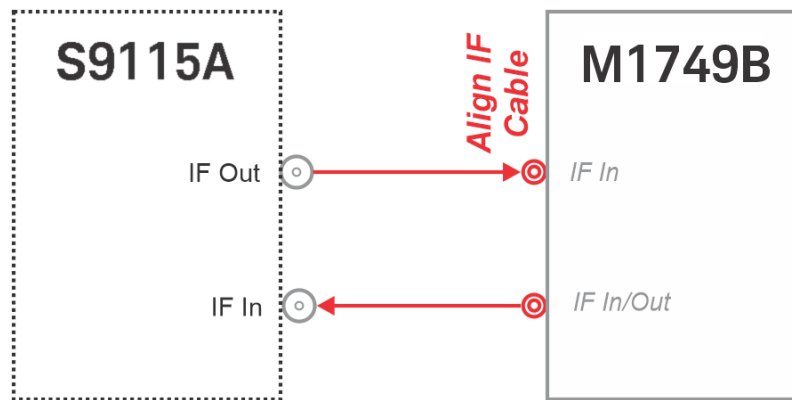 S9115A
M1749B
Align IF
Cable
IF Out
IF In
IF In
IF In/Out